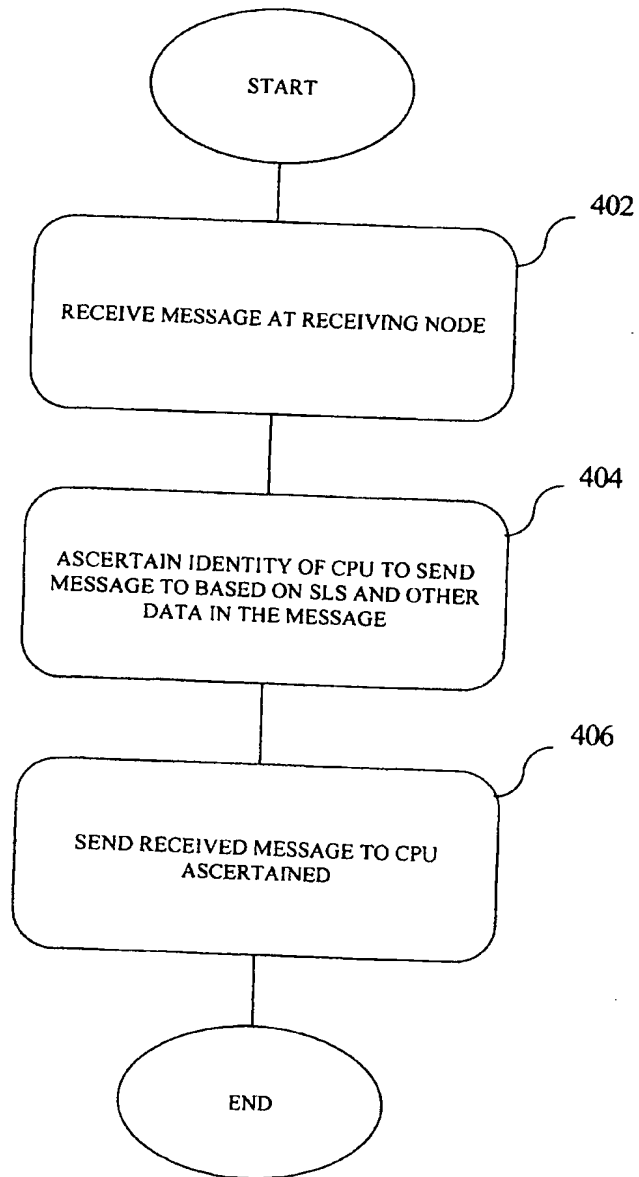 START
402
RECEIVE MESSAGE AT RECEIVING NODE
404
ASCERTAIN IDENTITY OF CPU TO SEND
MESSAGE TO BASED ON SLS AND OTHER
DATA IN THE MESSAGE
406
SEND RECEIVED MESSAGE TO CPU
ASCERTAINED
END